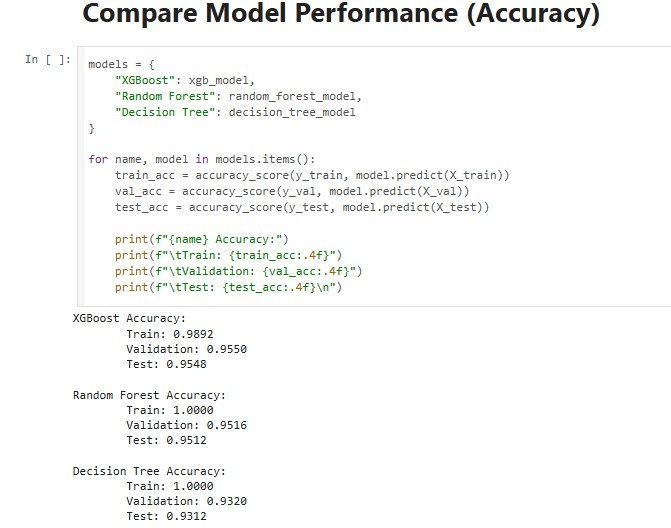 Compare Model Performance (Accuracy)
In [ ]:
models = {
    "XGBoost": xgb_model,
    "Random Forest": random_forest_model,
    "Decision Tree": decision_tree_model
}

for name, model in models.items():
    train_acc = accuracy_score(y_train, model.predict(X_train))
    val_acc = accuracy_score(y_val, model.predict(X_val))
    test_acc = accuracy_score(y_test, model.predict(X_test))

    print(f"{name} Accuracy:")
    print(f"\tTrain: {train_acc:.4f}")
    print(f"\tValidation: {val_acc:.4f}")
    print(f"\tTest: {test_acc:.4f}\n")
XGBoost Accuracy:
        Train: 0.9892
        Validation: 0.9550
        Test: 0.9548

Random Forest Accuracy:
        Train: 1.0000
        Validation: 0.9516
        Test: 0.9512

Decision Tree Accuracy:
        Train: 1.0000
        Validation: 0.9320
        Test: 0.9312